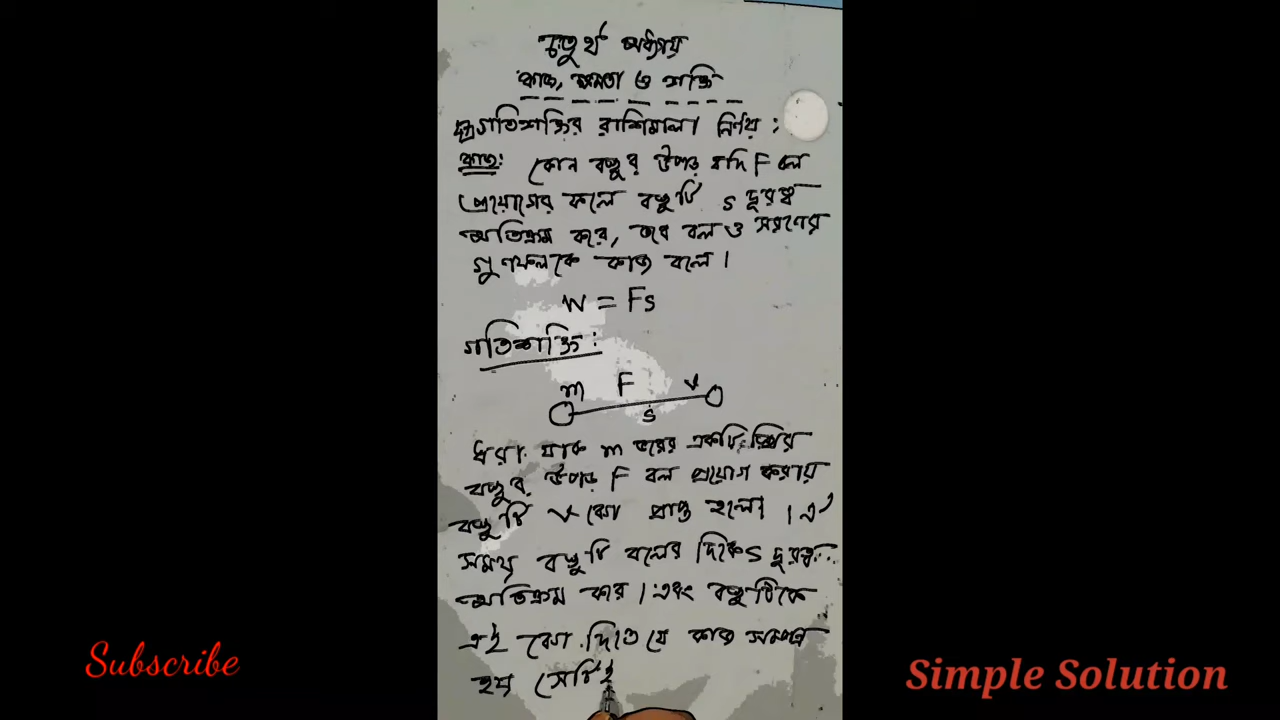 চতুর্থ অধ্যায়
কাজ, ক্ষমতা ও শক্তি
গতিশক্তির রাশিমালা নির্ণয় :
কাজ: কোন বস্তুর উপড় যদি F বল
প্রয়োগের ফলে বস্তুটি s দূরত্ব
অতিক্রম করে, তবে বল ও সরণের
গুণফলকে কাজ বলে।
W = Fs
গতিশক্তি :
m F v
s
ধরা যাক m ভরের একটি স্থির
বস্তুর উপড় F বল প্রয়োগ করায়
বস্তুটি v বেগ প্রাপ্ত হলো। এ
সময় বস্তুটি বলের দিকে s দূরত্ব
অতিক্রম করে। এবং বস্তুটিকে
এই বেগ দিতে যে কাজ সম্পন্ন
হয় সেটিই
Subscribe
Simple Solution